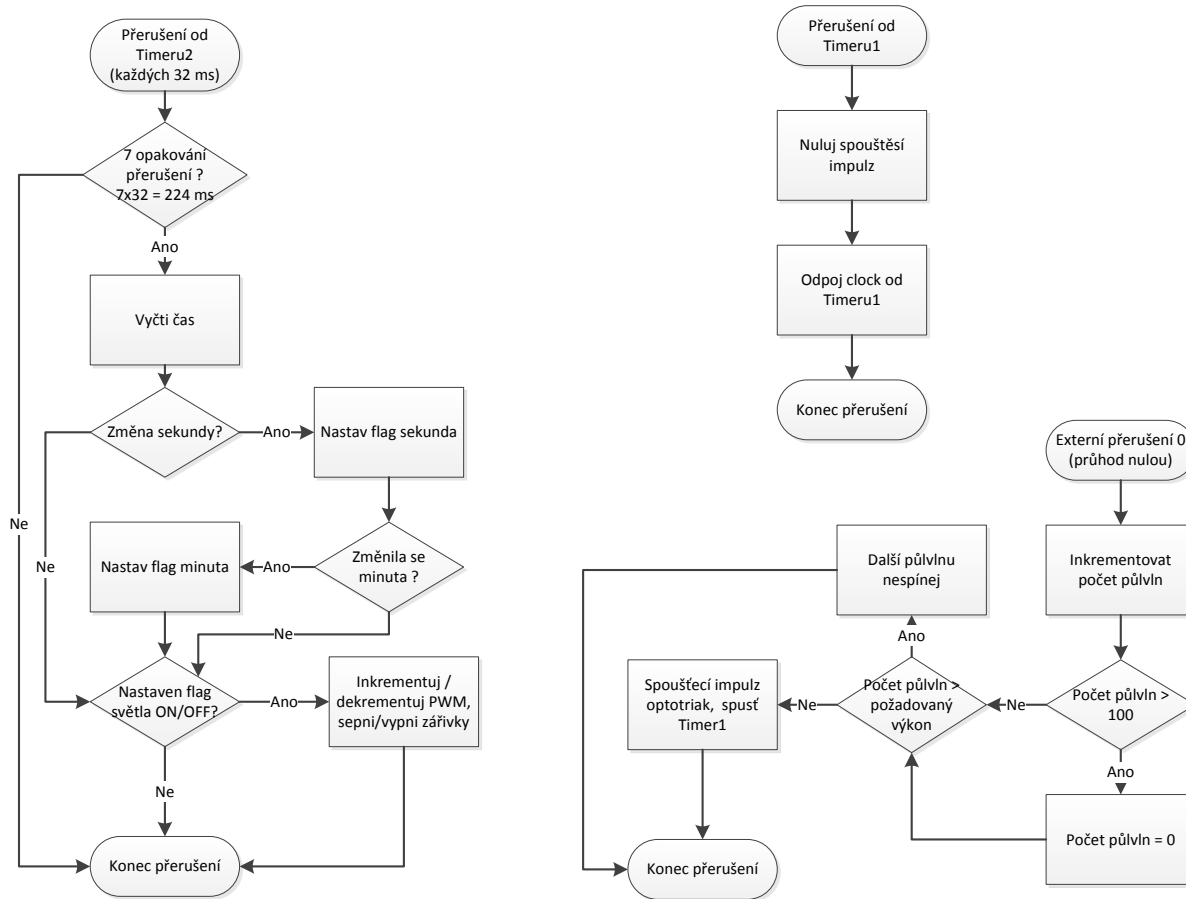 Přerušení od
Timeru2
(každých 32 ms)
7 opakování
přerušení ?
7x32 = 224 ms
Ano
Vyčti čas
Změna sekundy?
Ano
Nastav flag sekunda
Ne
Ne
Nastav flag minuta
Ano
Změnila se
minuta ?
Ne
Nastaven flag
světla ON/OFF?
Ano
Inkrementuj /
dekrementuj PWM,
sepni/vypni zářivky
Ne
Konec přerušení
Přerušení od
Timeru1
Nuluj spouštěsí
impulz
Odpoj clock od
Timeru1
Konec přerušení
Externí přerušení 0
(průhod nulou)
Inkrementovat
počet půlvln
Počet půlvln >
100
Ne
Ano
Počet půlvln = 0
Počet půlvln >
požadovaný
výkon
Ano
Další půlvlnu
nespínej
Ne
Spoušťecí impulz
optotriak, spusť
Timer1
Konec přerušení